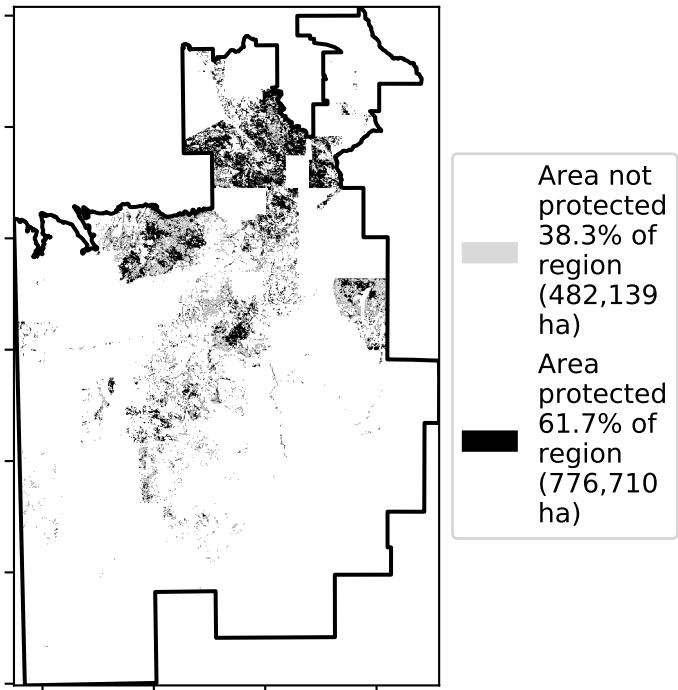 Area not
protected
38.3% of
region
(482,139
ha)
Area
protected
61.7% of
region
(776,710
ha)